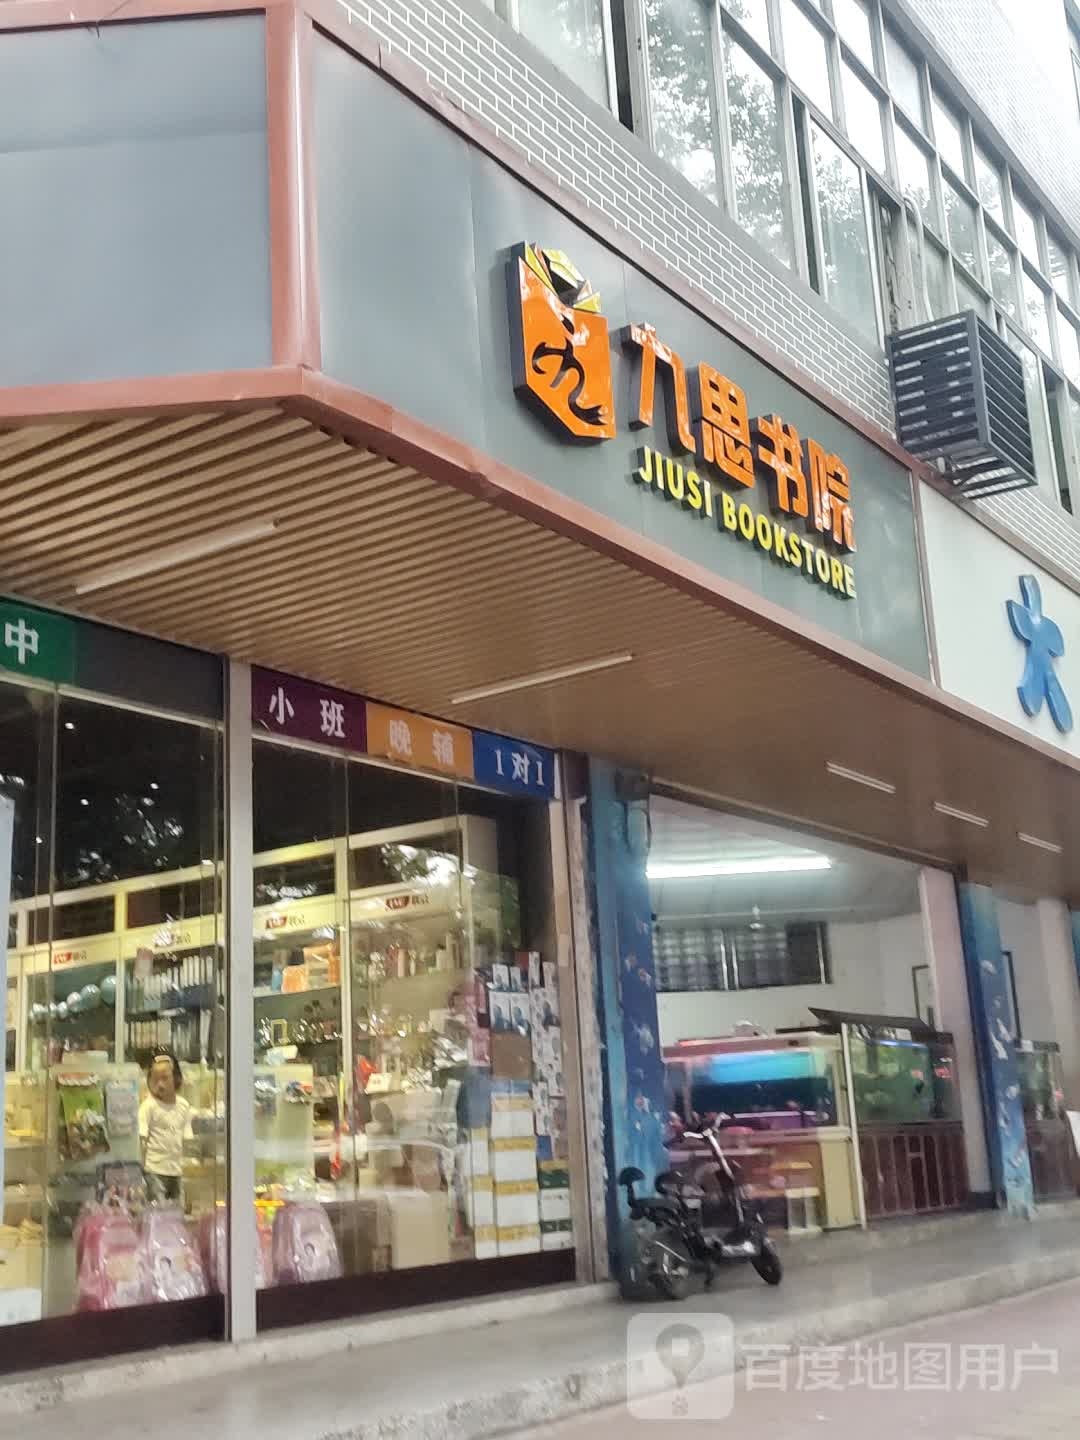 九思书院
JIUSI BOOKSTORE
大
中
小班 晚辅 1对1
百度地图用户